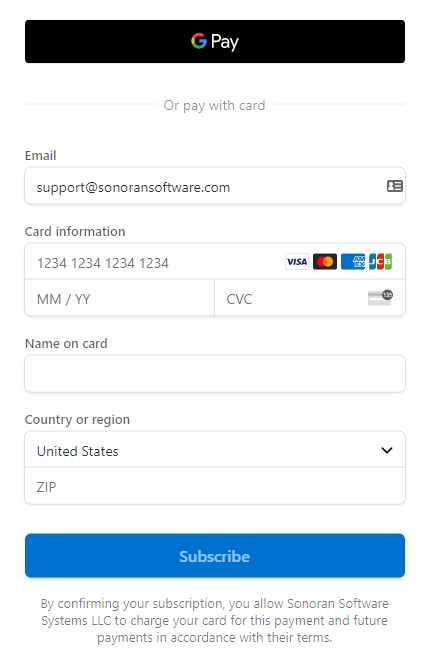 G Pay
Or pay with card
Email
support@sonoransoftware.com
Card information
1234 1234 1234 1234 VISA AM EX JCB
MM / YY CVC 135
Name on card
Country or region
United States
ZIP
Subscribe
By confirming your subscription, you allow Sonoran Software
Systems LLC to charge your card for this payment and future
payments in accordance with their terms.